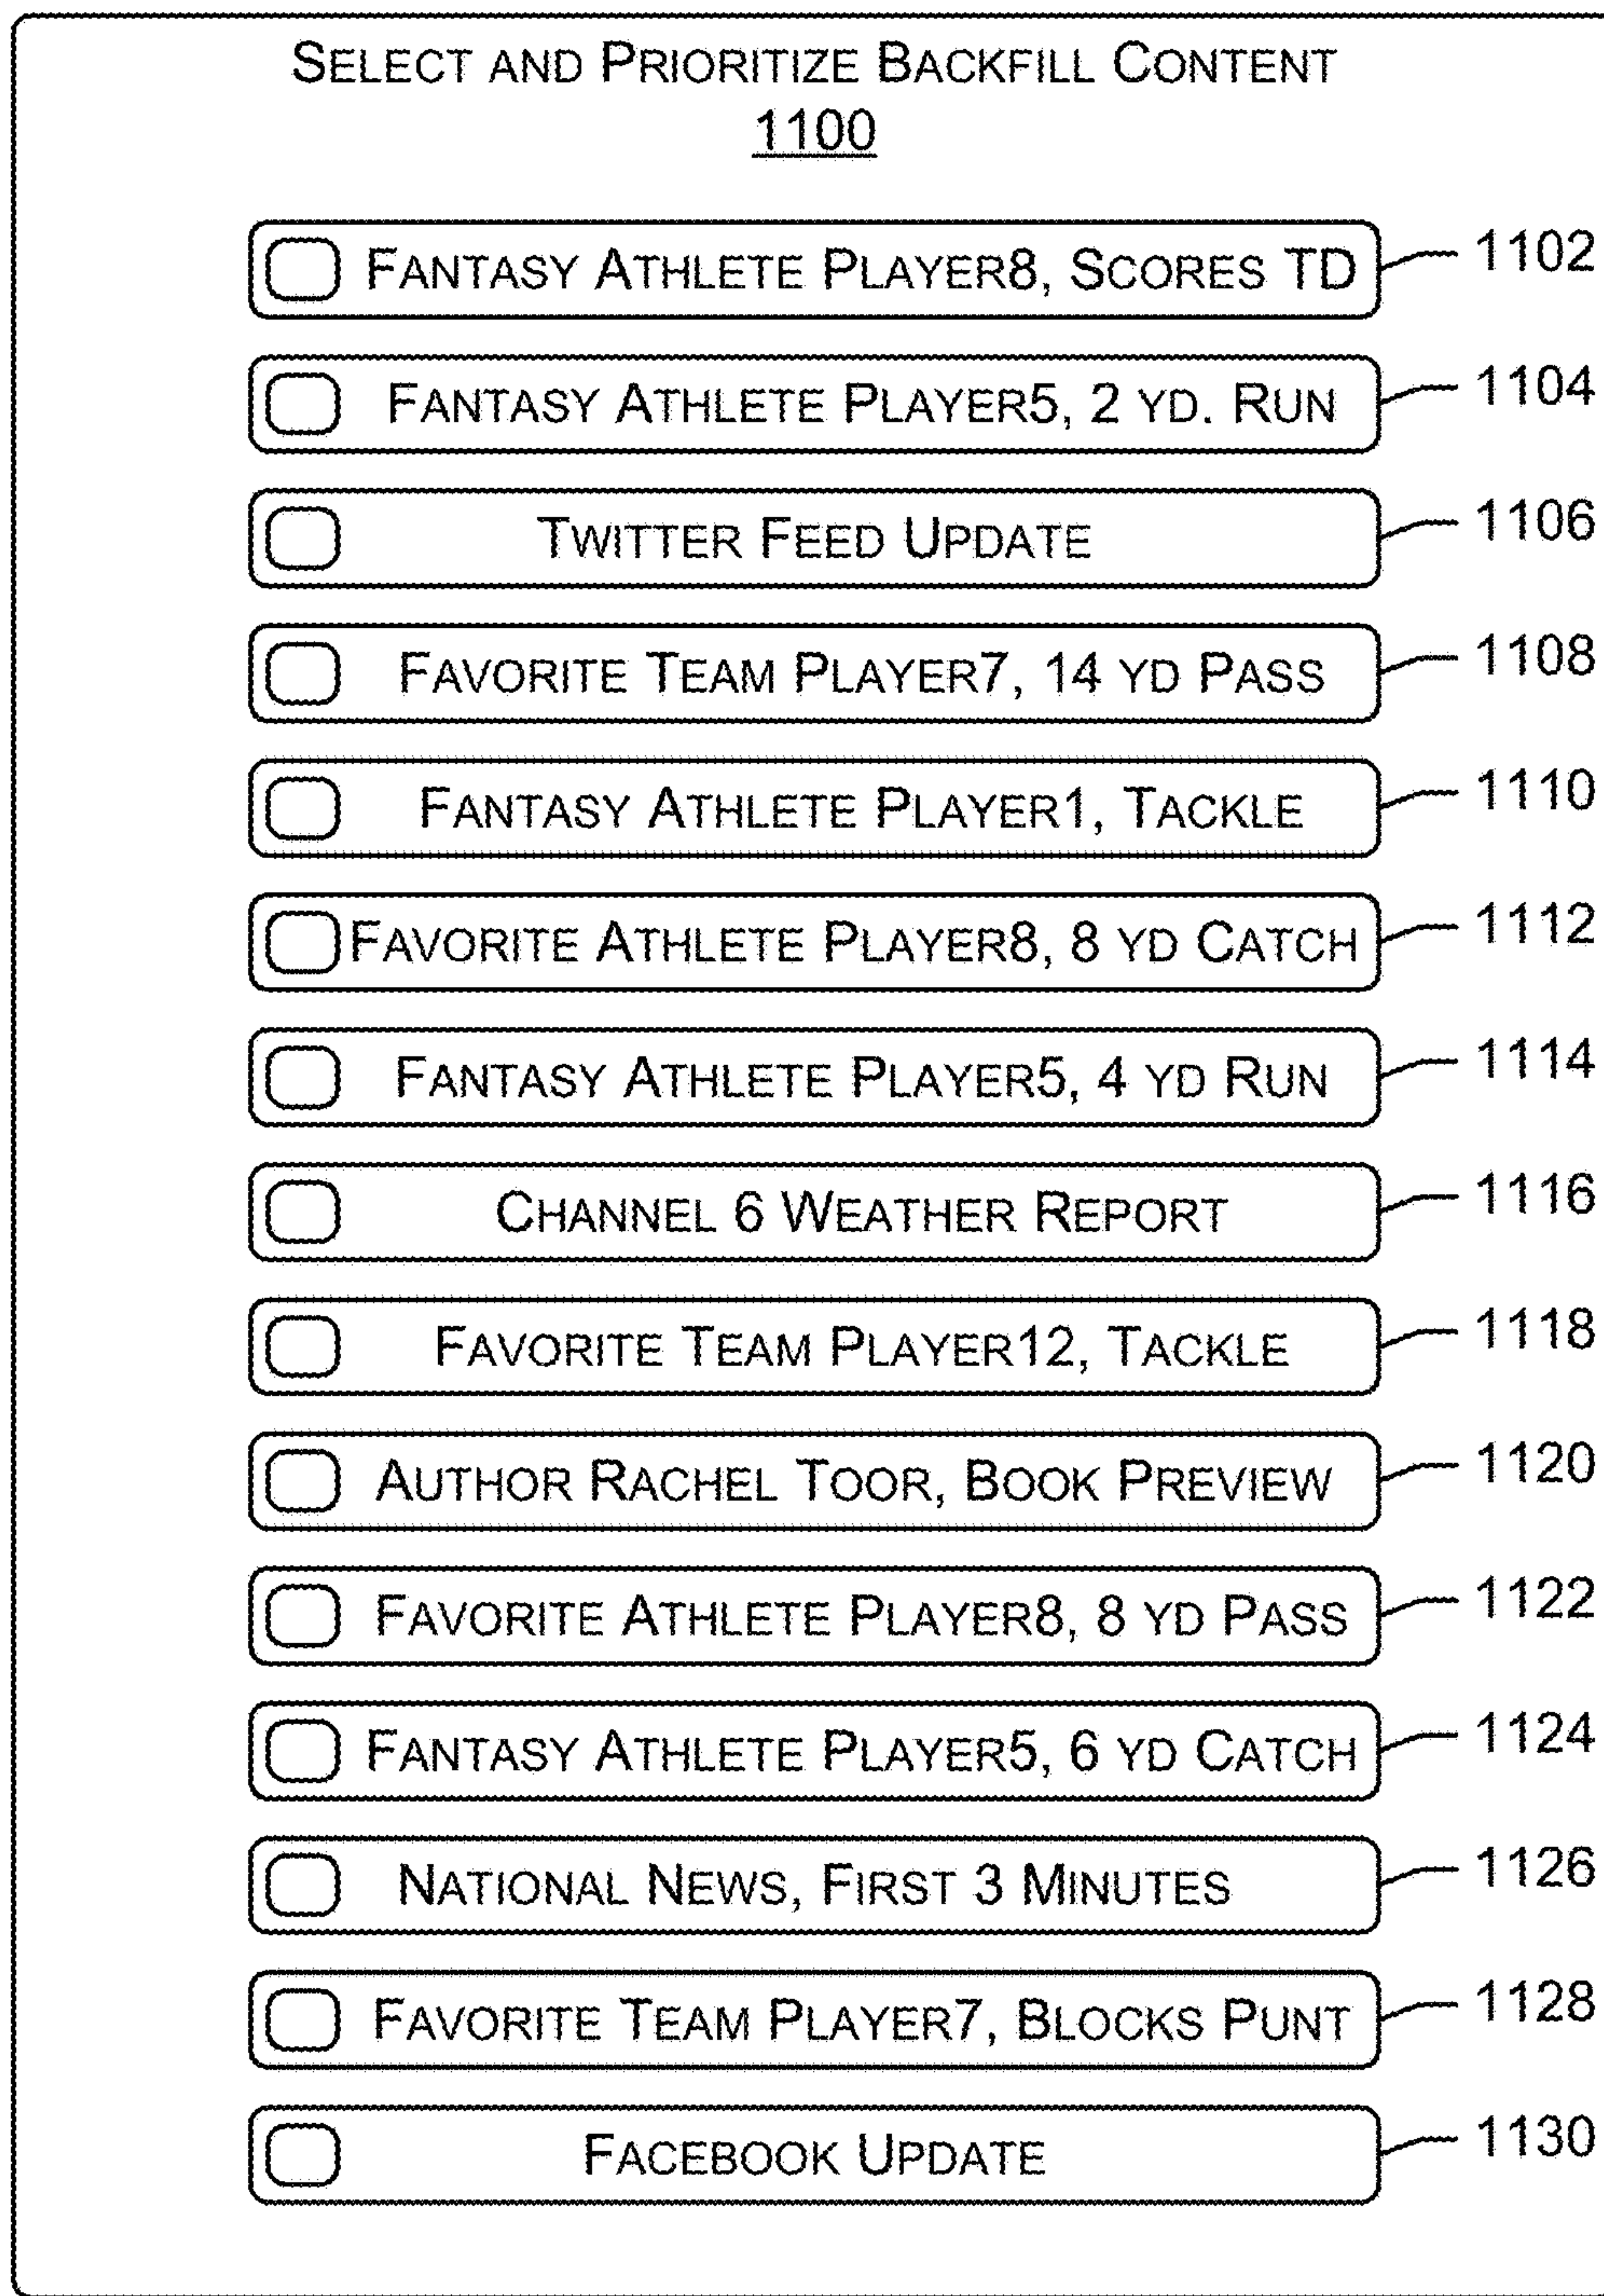 SELECT AND PRIORITIZE BACKFILL CONTENT
1100
FANTASY ATHLETE PLAYER8, SCORES TD 1102
FANTASY ATHLETE PLAYER5, 2 YD. RUN 1104
TWITTER FEED UPDATE 1106
FAVORITE TEAM PLAYER7, 14 YD PASS 1108
FANTASY ATHLETE PLAYER1, TACKLE 1110
FAVORITE ATHLETE PLAYER8, 8 YD CATCH 1112
FANTASY ATHLETE PLAYER5, 4 YD RUN 1114
CHANNEL 6 WEATHER REPORT 1116
FAVORITE TEAM PLAYER12, TACKLE 1118
AUTHOR RACHEL TOOR, BOOK PREVIEW 1120
FAVORITE ATHLETE PLAYER8, 8 YD PASS 1122
FANTASY ATHLETE PLAYER5, 6 YD CATCH 1124
NATIONAL NEWS, FIRST 3 MINUTES 1126
FAVORITE TEAM PLAYER7, BLOCKS PUNT 1128
FACEBOOK UPDATE 1130